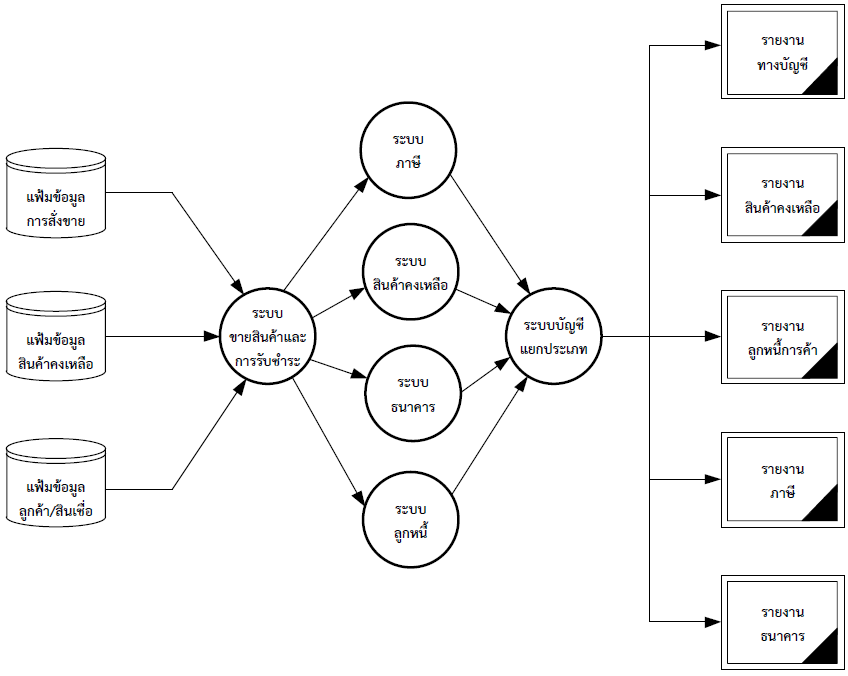 แฟ้มข้อมูล
การสั่งขาย
แฟ้มข้อมูล
สินค้าคงเหลือ
แฟ้มข้อมูล
ลูกค้า/สินเชื่อ
ระบบ
ขายสินค้าและ
การรับชำระ
ระบบ
ภาษี
ระบบ
สินค้าคงเหลือ
ระบบ
ธนาคาร
ระบบ
ลูกหนี้
ระบบบัญชี
แยกประเภท
รายงาน
ทางบัญชี
รายงาน
สินค้าคงเหลือ
รายงาน
ลูกหนี้การค้า
รายงาน
ภาษี
รายงาน
ธนาคาร